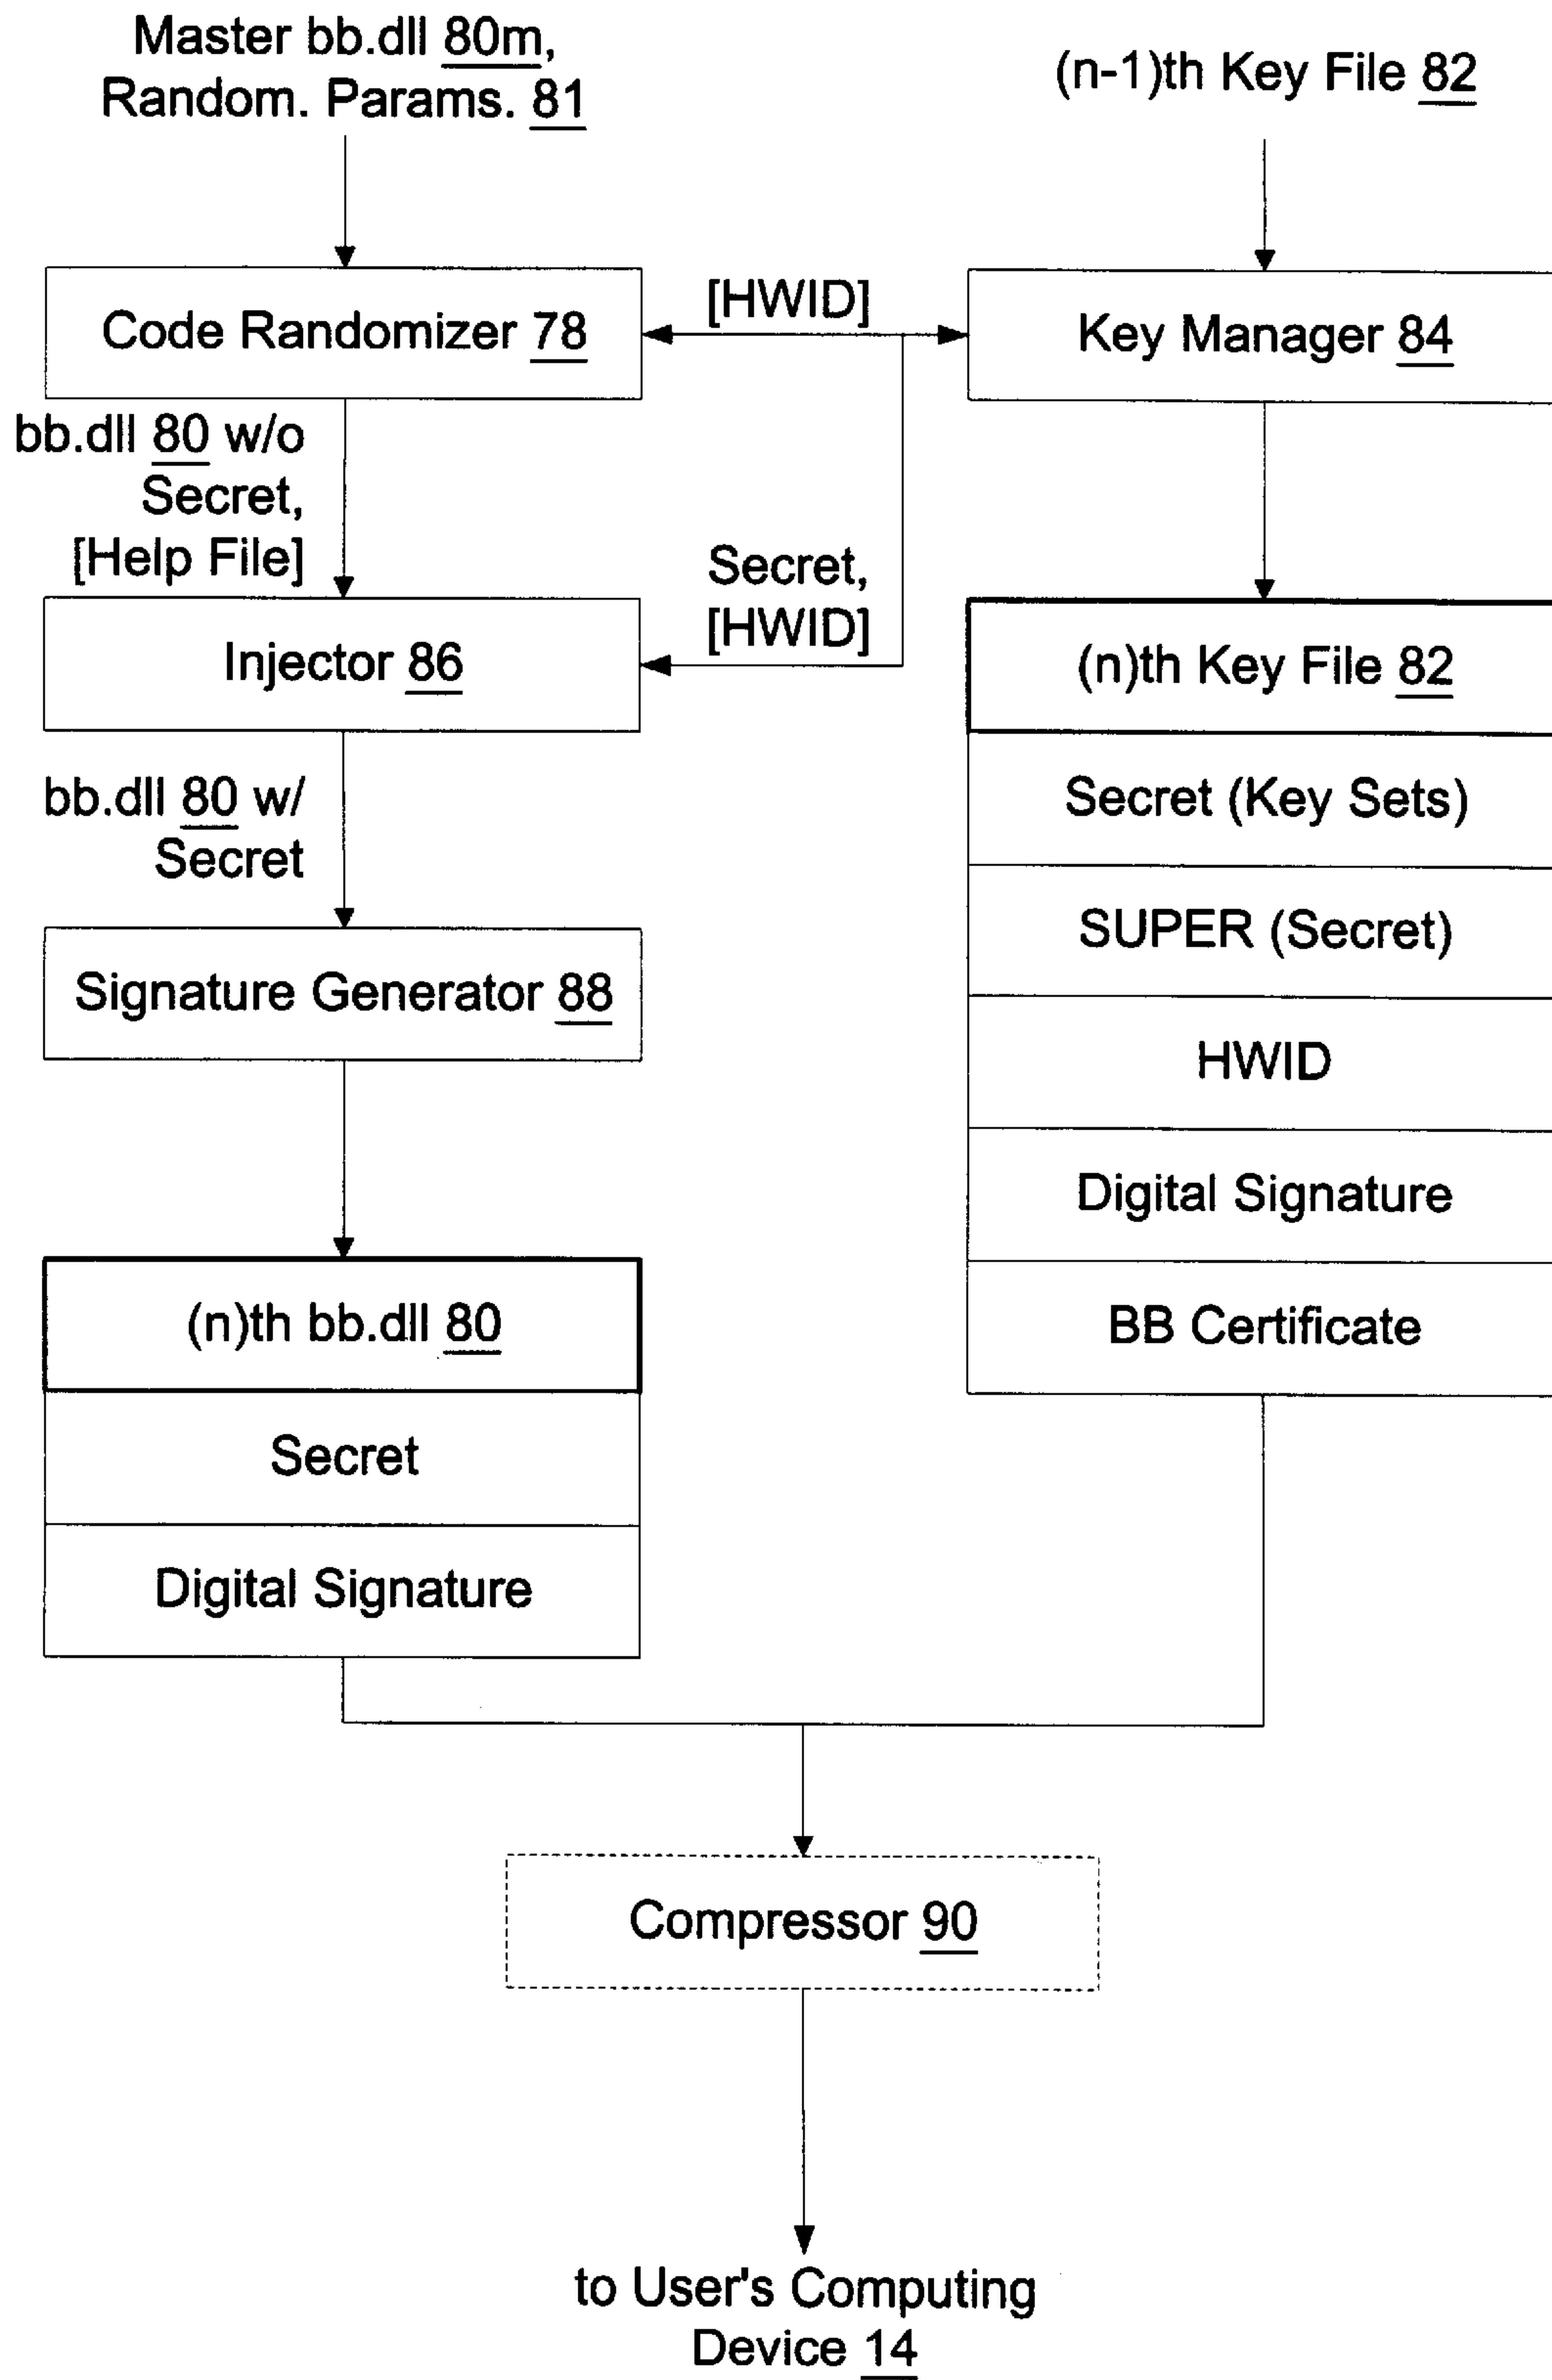 Master bb.dll 80m,
Random. Params. 81
(n-1)th Key File 82
Code Randomizer 78
[HWID]
Key Manager 84
bb.dll 80 w/o
Secret,
[Help File]
Secret,
[HWID]
Injector 86
(n)th Key File 82
bb.dll 80 w/
Secret
Secret (Key Sets)
SUPER (Secret)
Signature Generator 88
HWID
Digital Signature
(n)th bb.dll 80
BB Certificate
Secret
Digital Signature
Compressor 90
to User's Computing
Device 14